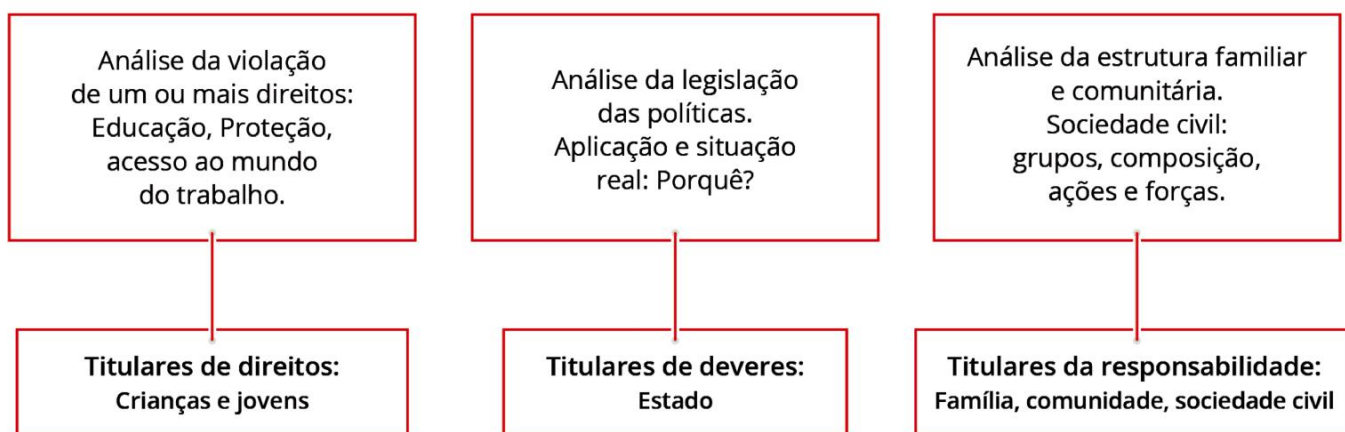 Análise da violação
de um ou mais direitos:
Educação, Proteção,
acesso ao mundo
do trabalho.
Análise da legislação
das políticas.
Aplicação e situação
real: Porquê?
Análise da estrutura familiar
e comunitária.
Sociedade civil:
grupos, composição,
ações e forças.
Titulares de direitos:
Crianças e jovens
Titulares de deveres:
Estado
Titulares da responsabilidade:
Família, comunidade, sociedade civil